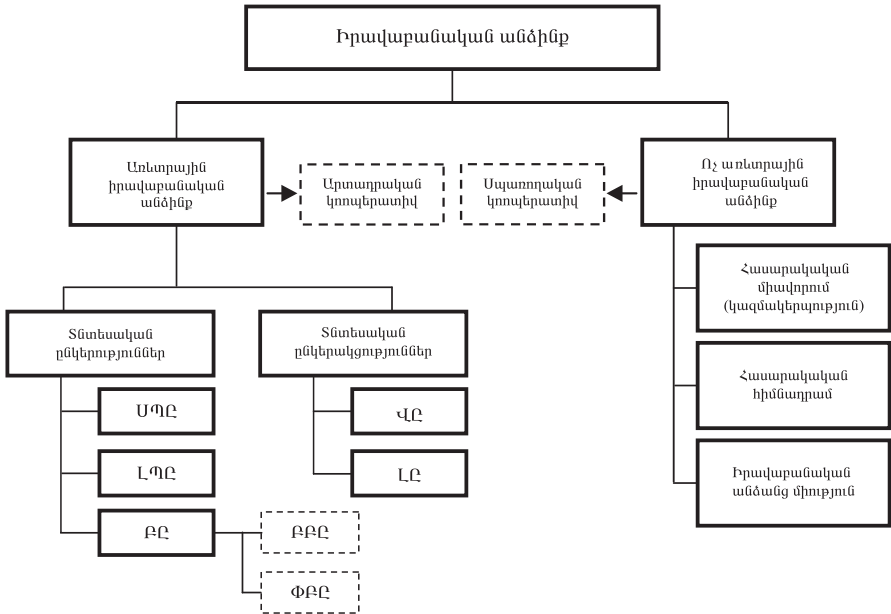 Իրավաբանական անձինք
Առևտրային
իրավաբանական
անձինք
Արտադրական
կոոպերատիվ
Սպառողական
կոոպերատիվ
Ոչ առևտրային
իրավաբանական
անձինք
Հասարակական
միավորում
(կազմակերպություն)
Տնտեսական
ընկերություններ
Տնտեսական
ընկերակցություններ
Հասարակական
հիմնադրամ
ՍՊԸ
ՎԸ
ԼՊԸ
ԼԸ
Իրավաբանական
անձանց միություն
ԲԸ
ԲԲԸ
ՓԲԸ